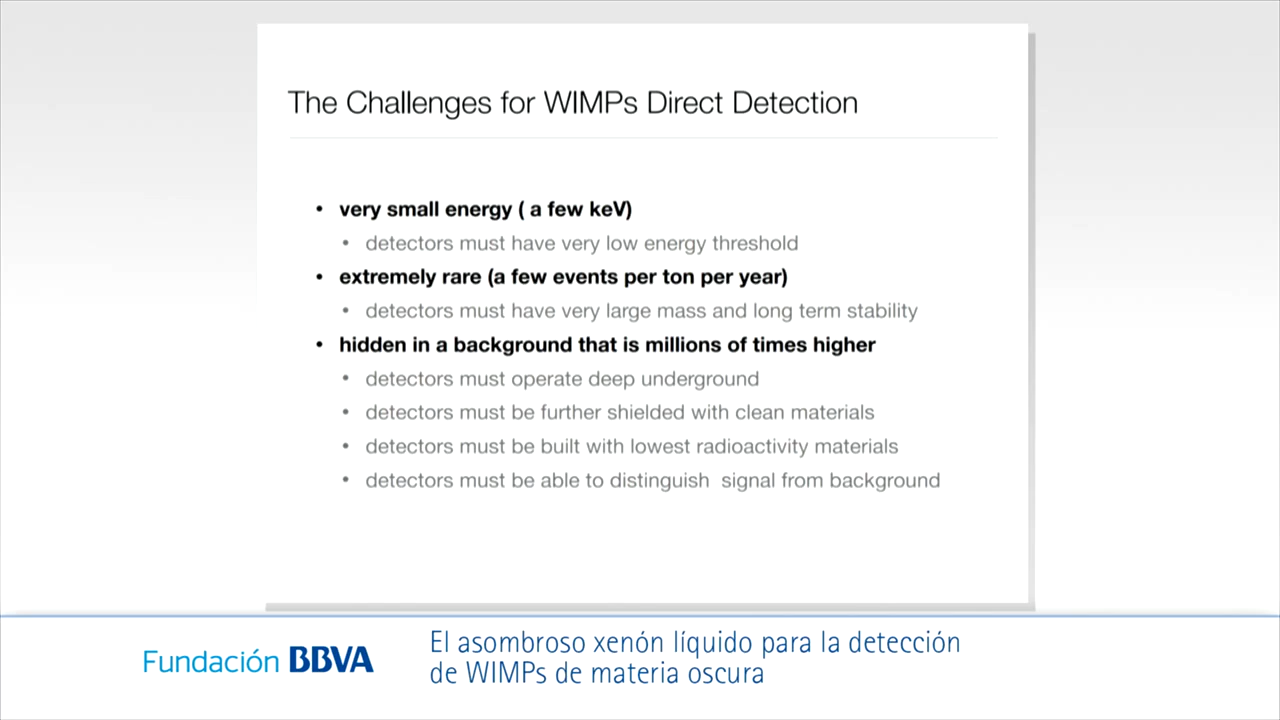 The Challenges for WIMPs Direct Detection
• very small energy ( a few keV)
• detectors must have very low energy threshold
• extremely rare (a few events per ton per year)
• detectors must have very large mass and long term stability
• hidden in a background that is millions of times higher
• detectors must operate deep underground
• detectors must be further shielded with clean materials
• detectors must be built with lowest radioactivity materials
• detectors must be able to distinguish  signal from background
Fundación BBVA
El asombroso xenón líquido para la detección
de WIMPs de materia oscura